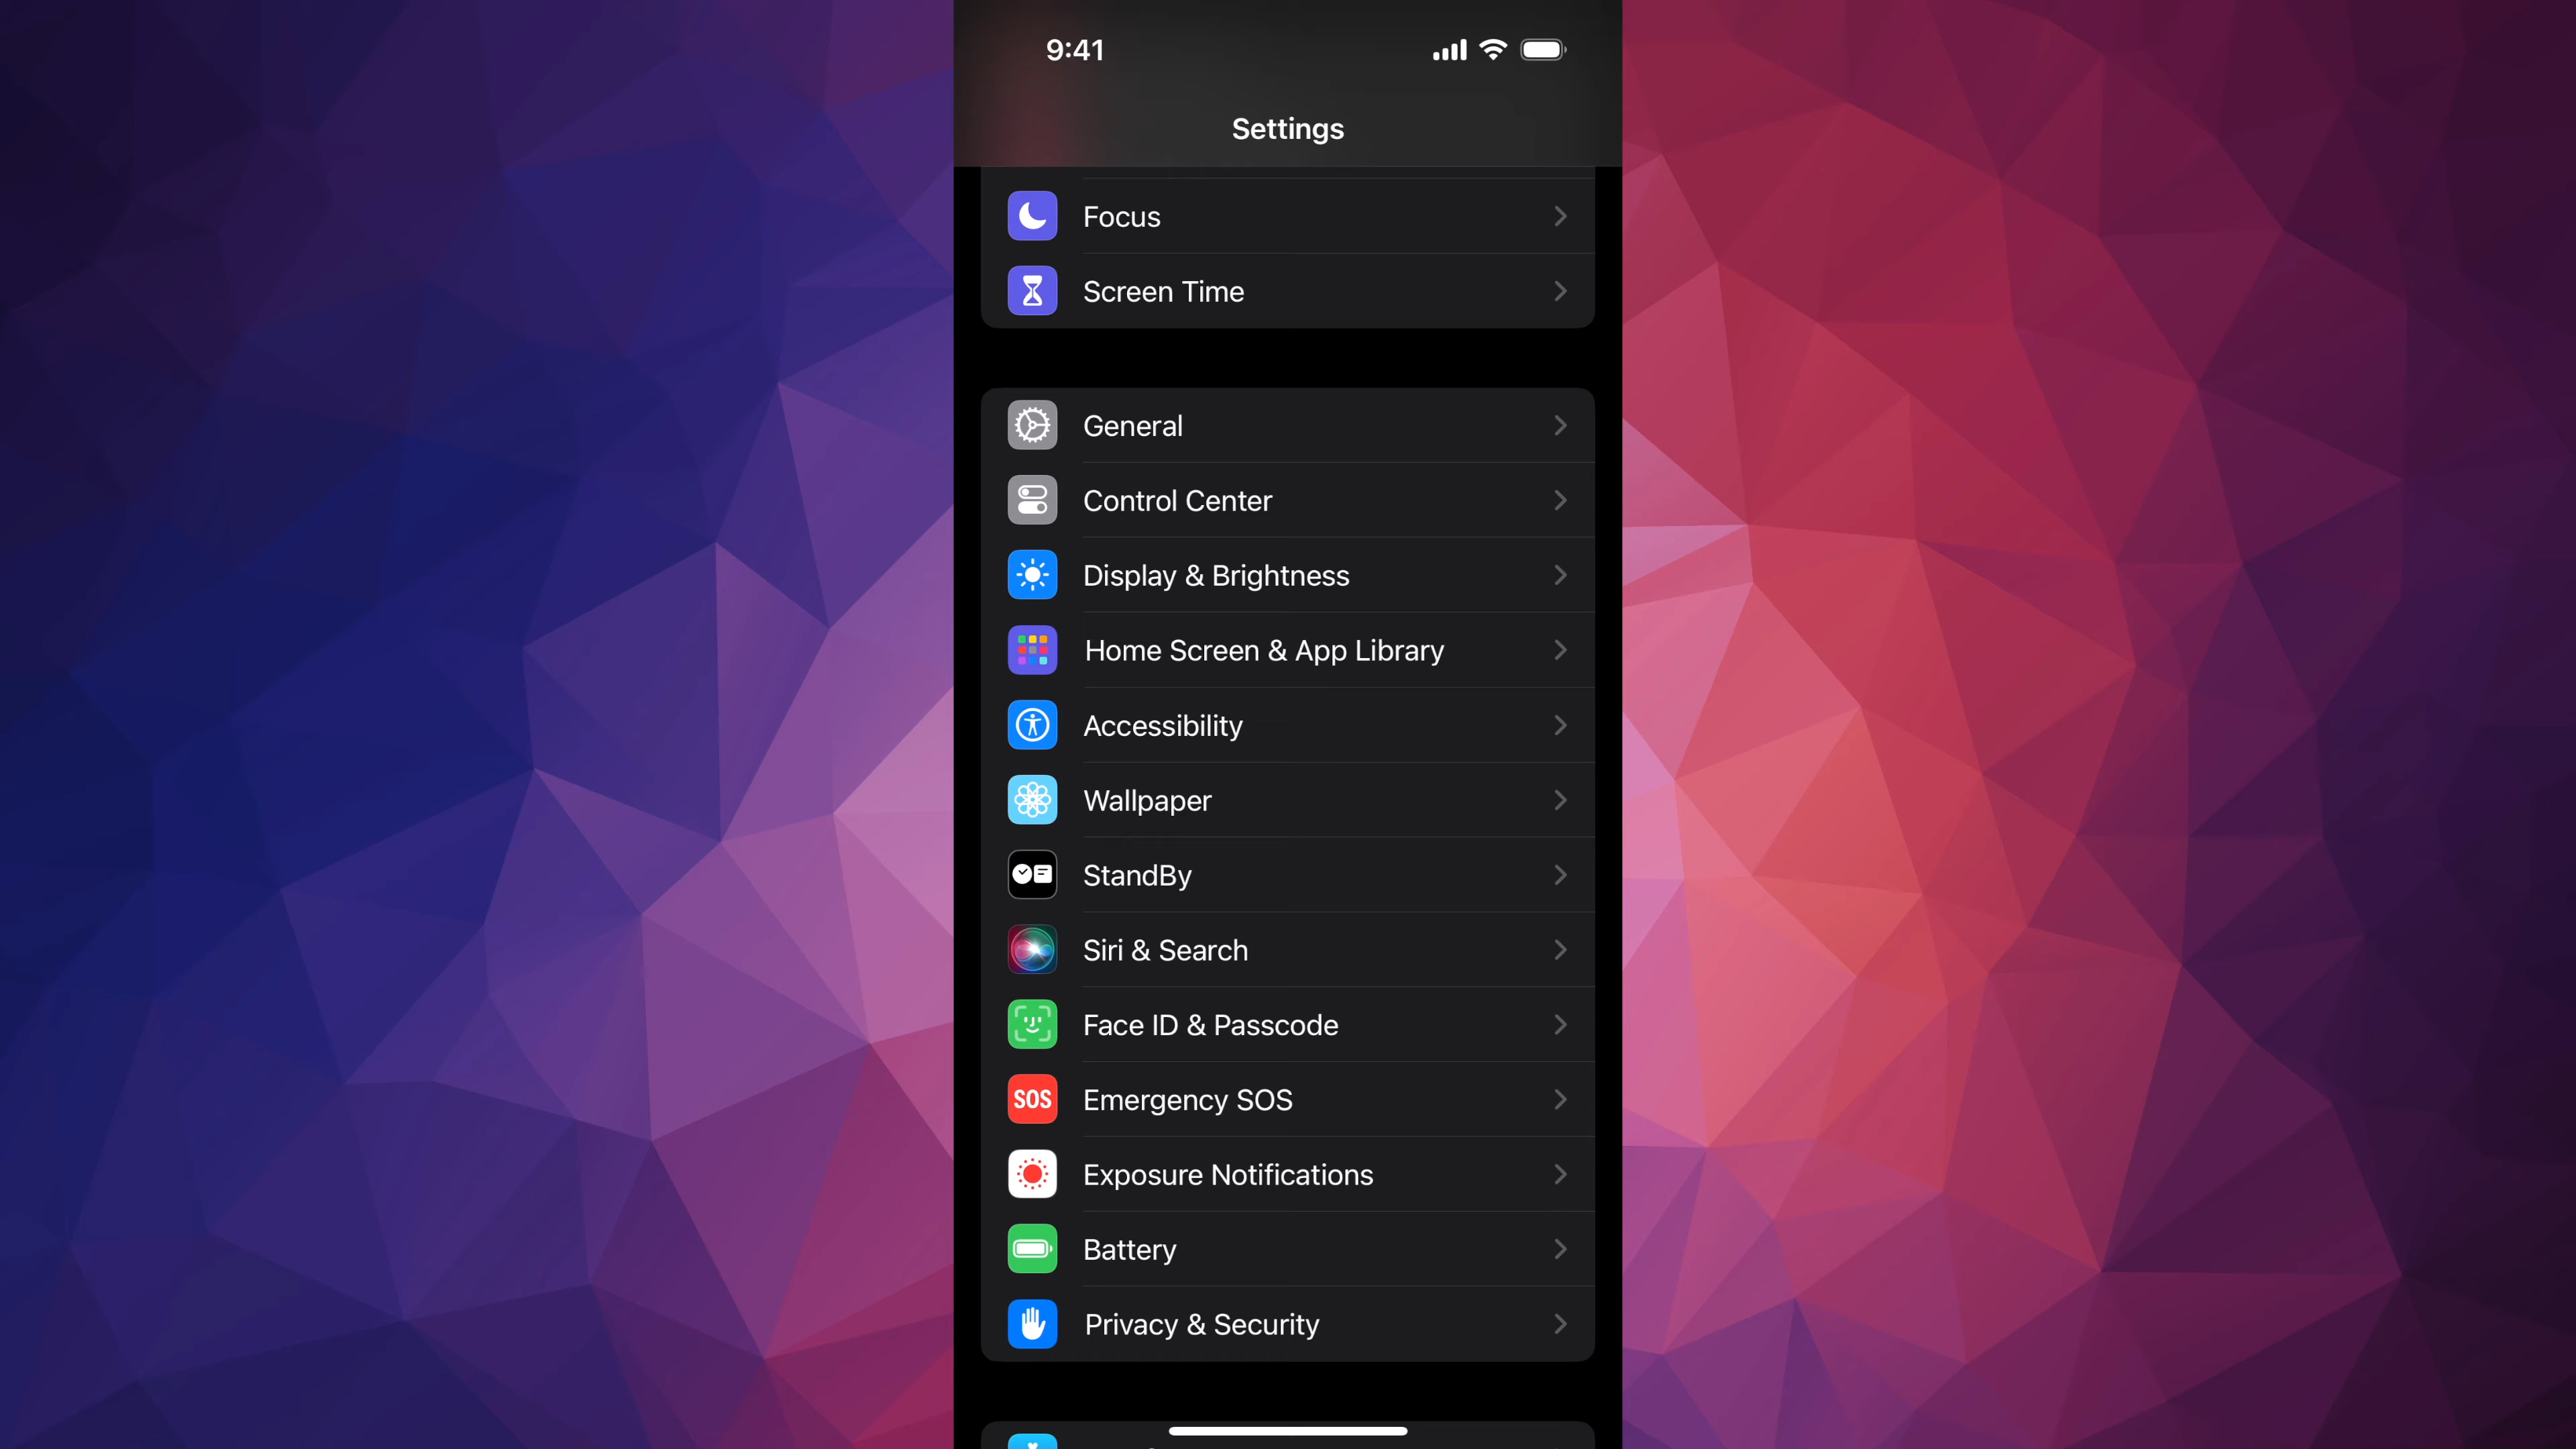 9:41
Settings
Focus
Screen Time
General
Control Center
Display & Brightness
Home Screen & App Library
Accessibility
Wallpaper
StandBy
Siri & Search
Face ID & Passcode
SOS
Emergency SOS
Exposure Notifications
Battery
Privacy & Security